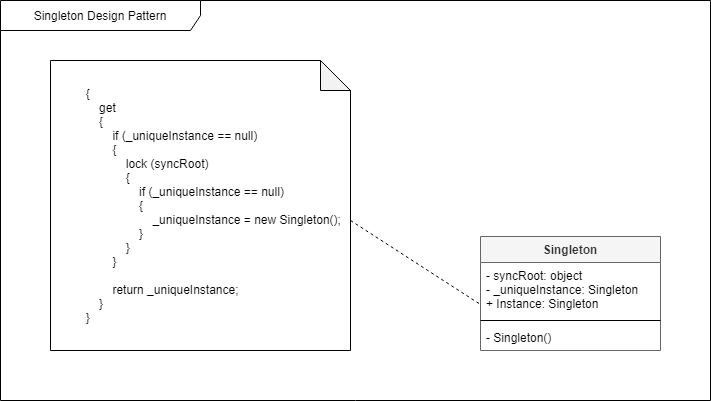 Singleton Design Pattern
{
get
{
if (_uniqueInstance == null)
{
lock (syncRoot)
{
if (_uniqueInstance == null)
{
_uniqueInstance = new Singleton();
}
}
}
return _uniqueInstance;
}
}
Singleton
- syncRoot: object
- _uniqueInstance: Singleton
+ Instance: Singleton
- Singleton()